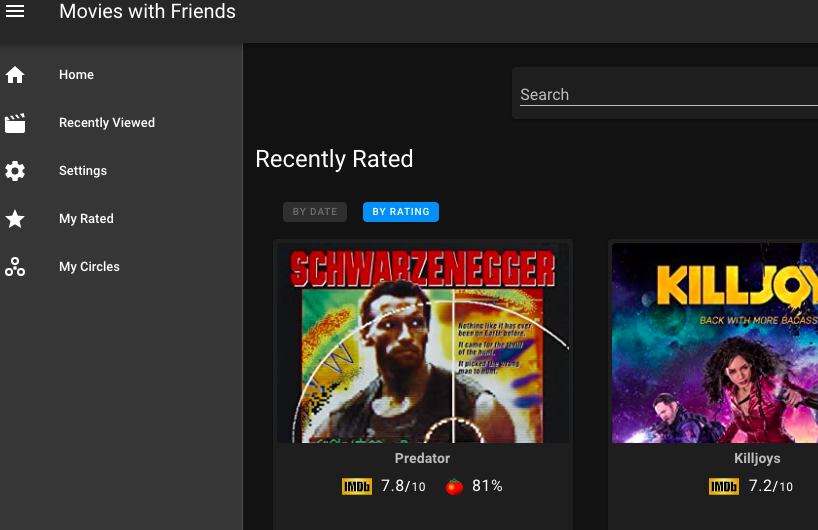 Movies with Friends
Home
Recently Viewed
Settings
My Rated
My Circles
Search
Recently Rated
BY DATE
BY RATING
SCHWARZENEGGER
Nothing like it has ever
been on Earth before.
It came for the thrill
of the hunt.
It picked the wrong
man to hunt.
Predator
IMDb 7.8/10 81%
KILLJOY
BACK WITH MORE BADASS
Killjoys
IMDb 7.2/10